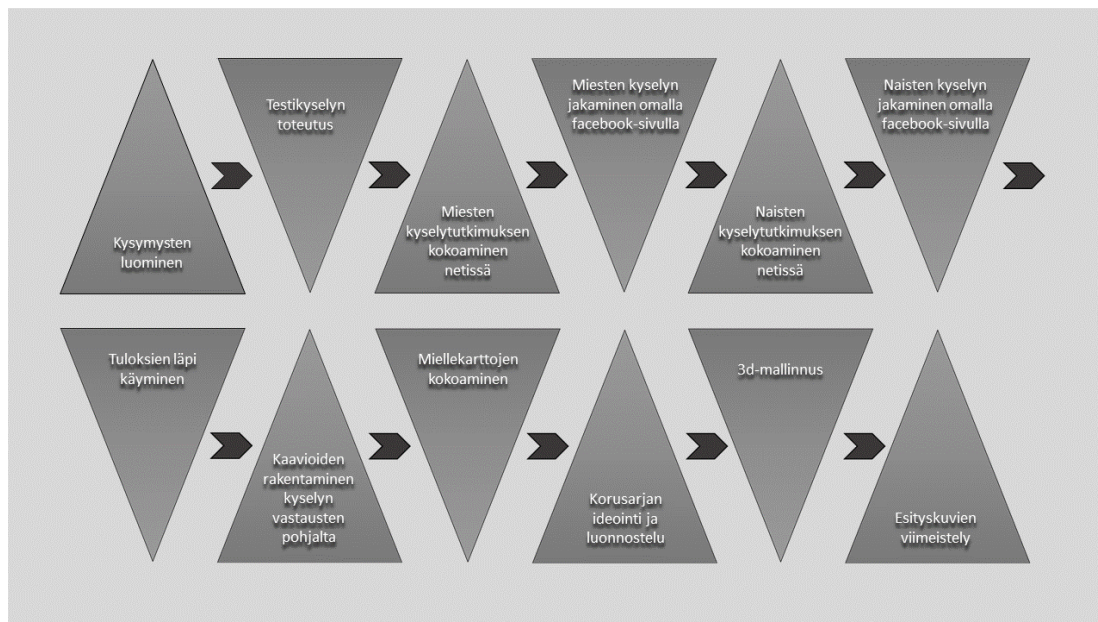 Kysymysten
luominen
Testikyselyn
toteutus
Miesten
kyselytutkimuksen
kokoaminen
netissä
Miesten kyselyn
jakaminen omalla
facebook-sivulla
Naisten
kyselytutkimuksen
kokoaminen
netissä
Naisten kyselyn
jakaminen omalla
facebook-sivulla
Tuloksien läpi
käyminen
Kaavioiden
rakentaminen
kyselyn
vastausten
pohjalta
Miellekarttojen
kokoaminen
Korusarjan
ideointi ja
luonnostelu
3d-mallinnus
Esityskuvien
viimeistely